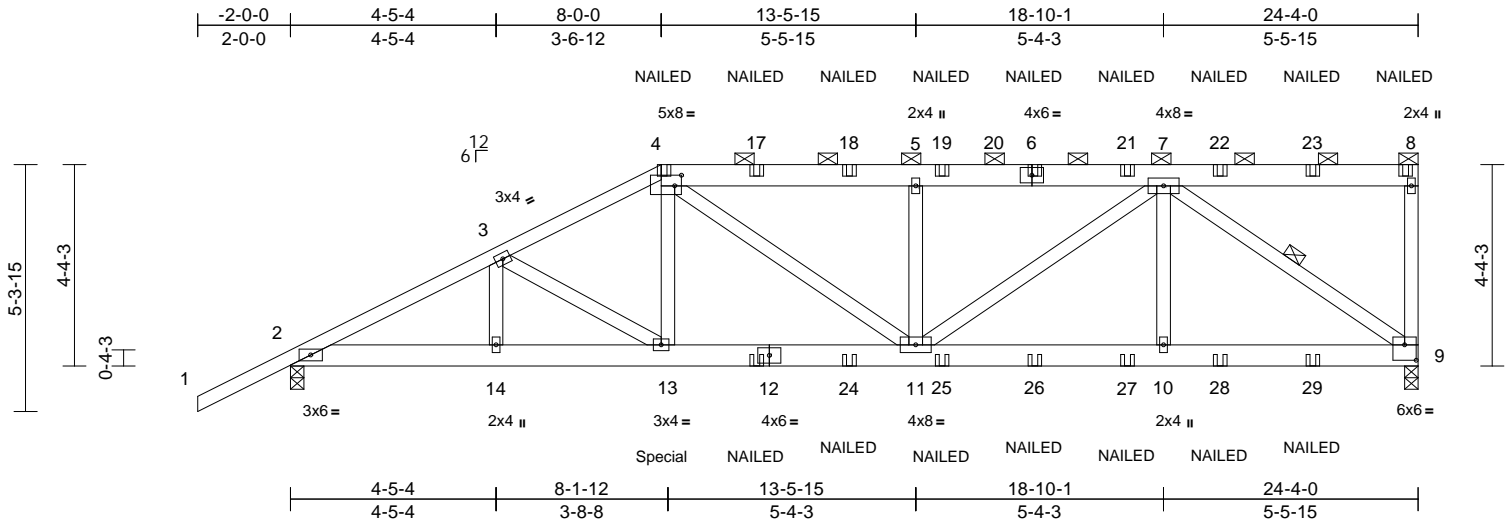 -2-0-0 4-5-4 8-0-0 13-5-15 18-10-1 24-4-0
2-0-0 4-5-4 3-6-12 5-5-15 5-4-3 5-5-15
NAILED NAILED NAILED NAILED NAILED NAILED NAILED NAILED NAILED
5x8 = 2x4 || 4x6 = 4x8 = 2x4 ||
12
6
4 17 18 5 19 20 6 21 7 22 23 8
3x4 =
3
5-3-15
4-4-3
4-4-3
0-4-3
2
1
9
14 13 12 24 11 25 26 27 10 28 29
3x6 = 2x4 || 3x4 = 4x6 = 4x8 = 2x4 || 6x6 =
Special NAILED NAILED NAILED NAILED NAILED NAILED NAILED
4-5-4 8-1-12 13-5-15 18-10-1 24-4-0
4-5-4 3-8-8 5-4-3 5-4-3 5-5-15